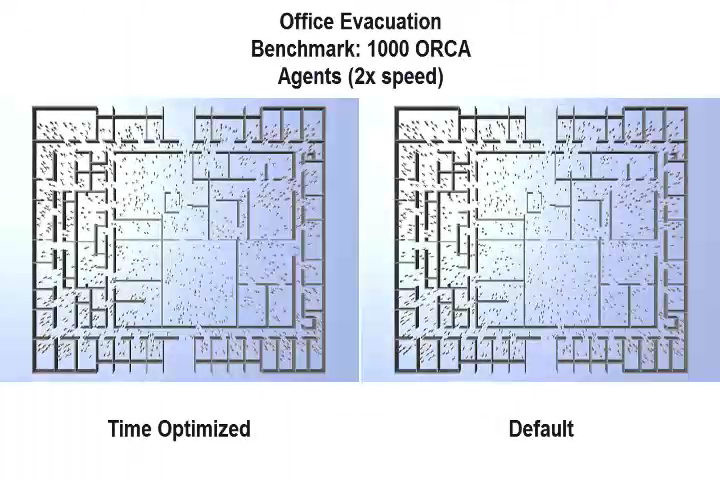 Office Evacuation
Benchmark: 1000 ORCA
Agents (2x speed)
Time Optimized
Default